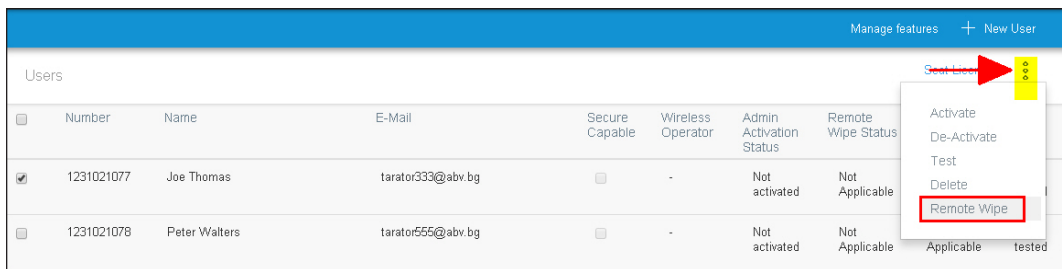 Manage features + New User
Users
Number Name E-Mail Secure Capable Wireless Operator Admin Activation Status Remote Wipe Status
Activate
De-Activate
Test
Delete
Remote Wipe
1231021077 Joe Thomas tarator333@abv.bg - Not activated Not Applicable
1231021078 Peter Walters tarator555@abv.bg - Not activated Not Applicable Applicable tested